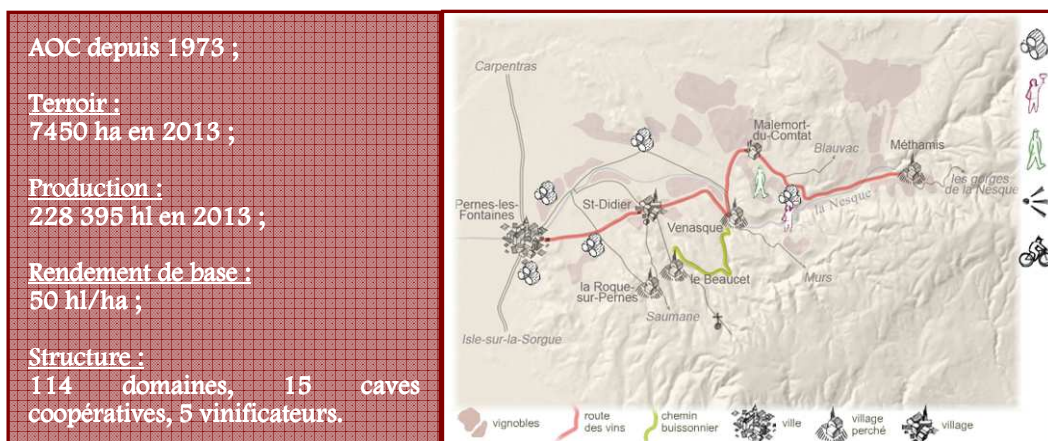 AOC depuis 1973 ;
Terroir :
7450 ha en 2013 ;
Production :
228 395 hl en 2013 ;
Rendement de base :
50 hl/ha ;
Structure :
114 domaines, 15 caves
coopératives, 5 vinificateurs.
Carpentras
Malemort-
du-Comtat
Blauvac
Méthamis
les gorges
de la Nesque
la Nesque
Pernes-les-
Fontaines
St-Didier
Venasque
le Beaucet
Murs
la Roque-
sur-Pernes
Saumane
Isle-sur-la-Sorgue
vignobles
route
des vins
chemin
buissonnier
ville
village
perché
village